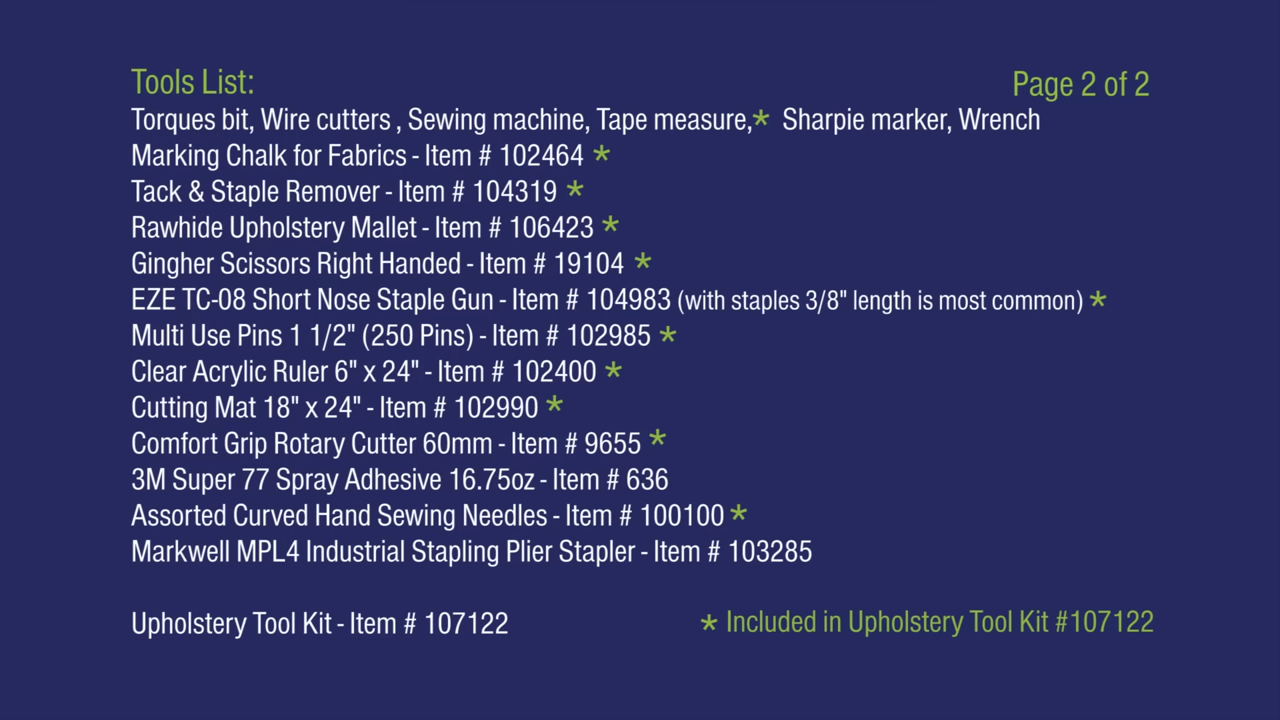 Tools List:
Page 2 of 2
Torques bit, Wire cutters , Sewing machine, Tape measure,* Sharpie marker, Wrench
Marking Chalk for Fabrics - Item # 102464 *
Tack & Staple Remover - Item # 104319 *
Rawhide Upholstery Mallet - Item # 106423 *
Gingher Scissors Right Handed - Item # 19104 *
EZE TC-08 Short Nose Staple Gun - Item # 104983 (with staples 3/8" length is most common) *
Multi Use Pins 1 1/2" (250 Pins) - Item # 102985 *
Clear Acrylic Ruler 6" x 24" - Item # 102400 *
Cutting Mat 18" x 24" - Item # 102990 *
Comfort Grip Rotary Cutter 60mm - Item # 9655 *
3M Super 77 Spray Adhesive 16.75oz - Item # 636
Assorted Curved Hand Sewing Needles - Item # 100100 *
Markwell MPL4 Industrial Stapling Plier Stapler - Item # 103285
Upholstery Tool Kit - Item # 107122
* Included in Upholstery Tool Kit #107122